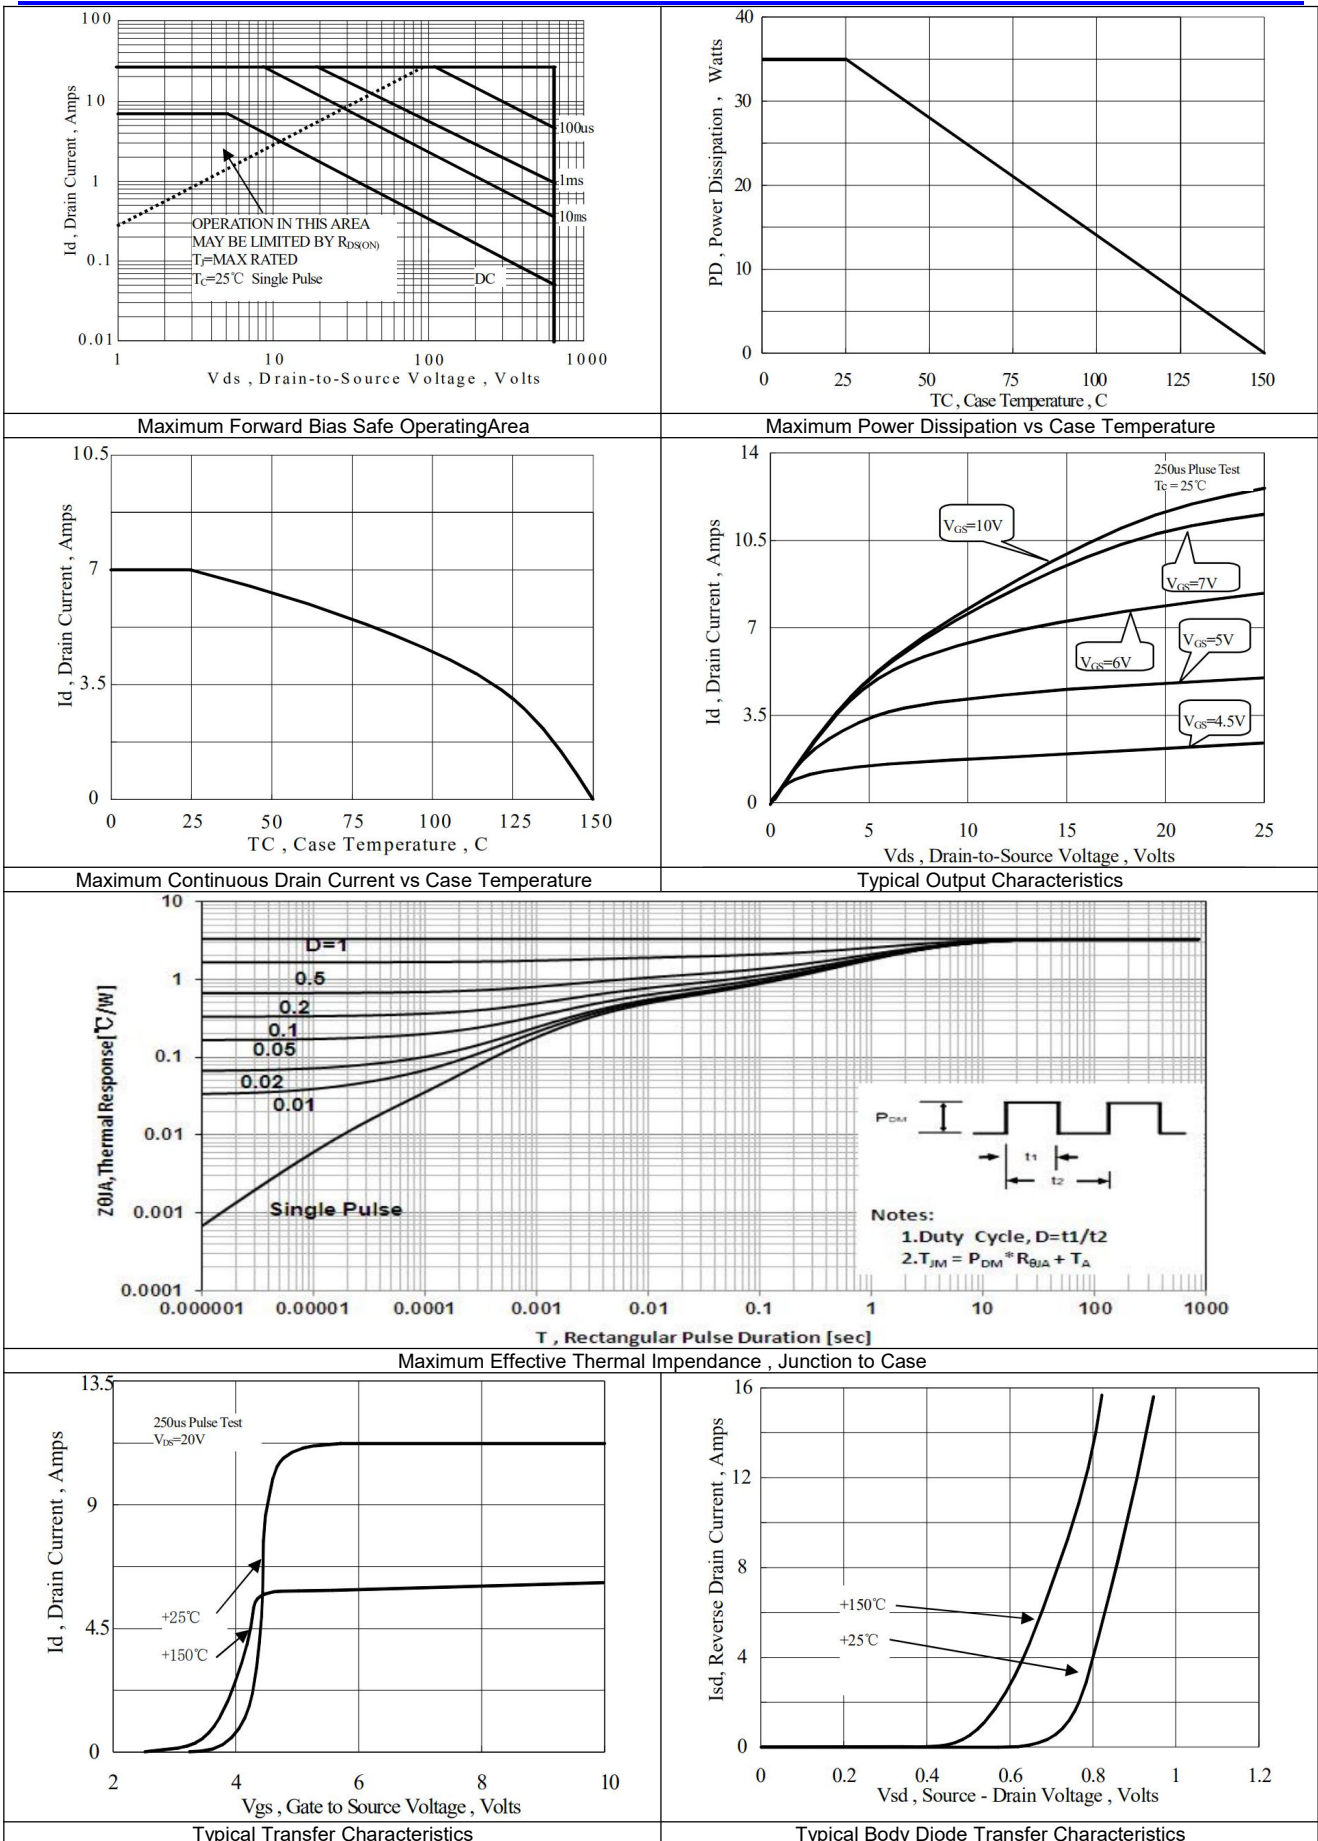 100
10
1
0.1
0.01
Id , Drain Current , Amps
100us
1ms
10ms
DC
OPERATION IN THIS AREA
MAY BE LIMITED BY RDS(ON)
TJ=MAX RATED
TC=25℃ Single Pulse
1 10 100 1000
Vds , Drain-to-Source Voltage , Volts
Maximum Forward Bias Safe OperatingArea
40
30
20
10
0
PD , Power Dissipation , Watts
0 25 50 75 100 125 150
TC , Case Temperature , C
Maximum Power Dissipation vs Case Temperature
10.5
7
3.5
0
Id , Drain Current , Amps
0 25 50 75 100 125 150
TC , Case Temperature , C
Maximum Continuous Drain Current vs Case Temperature
14
10.5
7
3.5
0
Id , Drain Current , Amps
250us Pluse Test
Tc = 25℃
VGS=10V
VGS=7V
VGS=6V
VGS=5V
VGS=4.5V
0 5 10 15 20 25
Vds , Drain-to-Source Voltage , Volts
Typical Output Characteristics
10
1
0.1
0.01
0.001
0.0001
ZθJA,Thermal Response[℃/W]
D=1
0.5
0.2
0.1
0.05
0.02
0.01
Single Pulse
PDM
t1
t2
Notes:
1.Duty Cycle, D=t1/t2
2.TJM = PDM*RθJA + TA
0.000001 0.00001 0.0001 0.001 0.01 0.1 1 10 100 1000
T , Rectangular Pulse Duration [sec]
Maximum Effective Thermal Impendance , Junction to Case
13.5
9
4.5
0
Id , Drain Current , Amps
250us Pulse Test
VDS=20V
+25℃
+150℃
2 4 6 8 10
Vgs , Gate to Source Voltage , Volts
Typical Transfer Characteristics
16
12
8
4
0
Isd, Reverse Drain Current , Amps
+150℃
+25℃
0 0.2 0.4 0.6 0.8 1 1.2
Vsd , Source - Drain Voltage , Volts
Typical Body Diode Transfer Characteristics